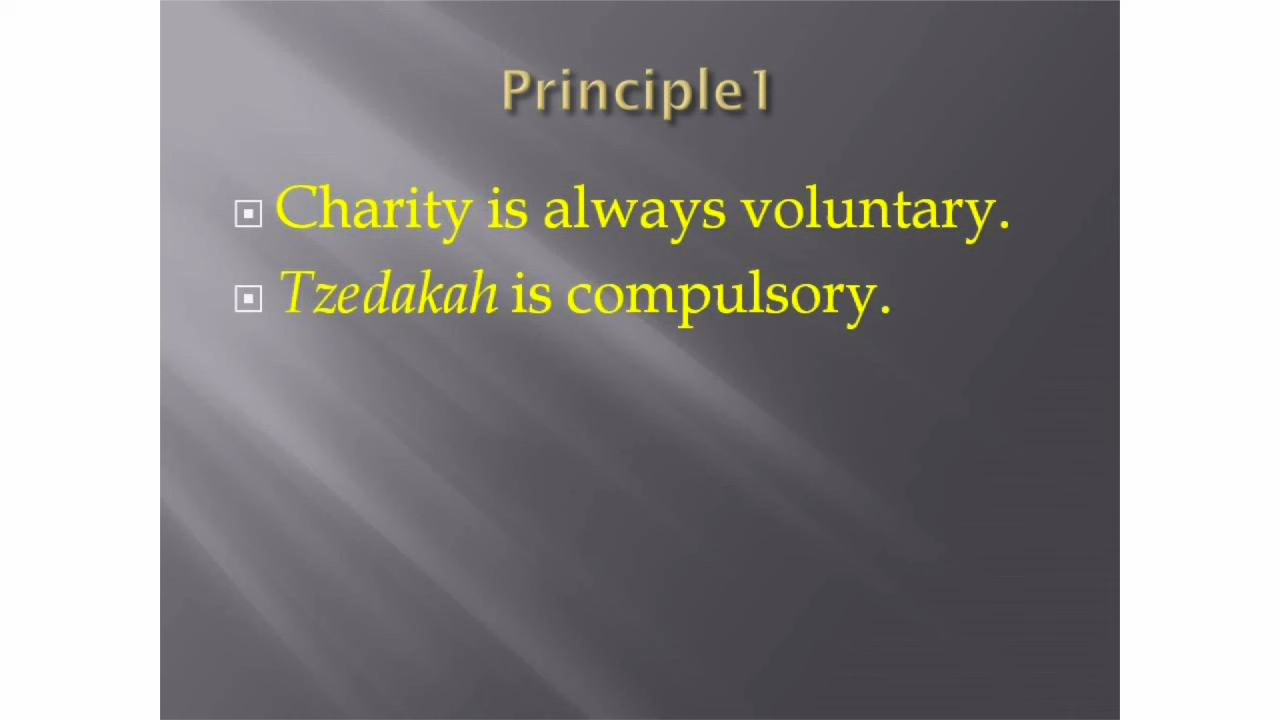 Principle1
Charity is always voluntary.
Tzedakah is compulsory.